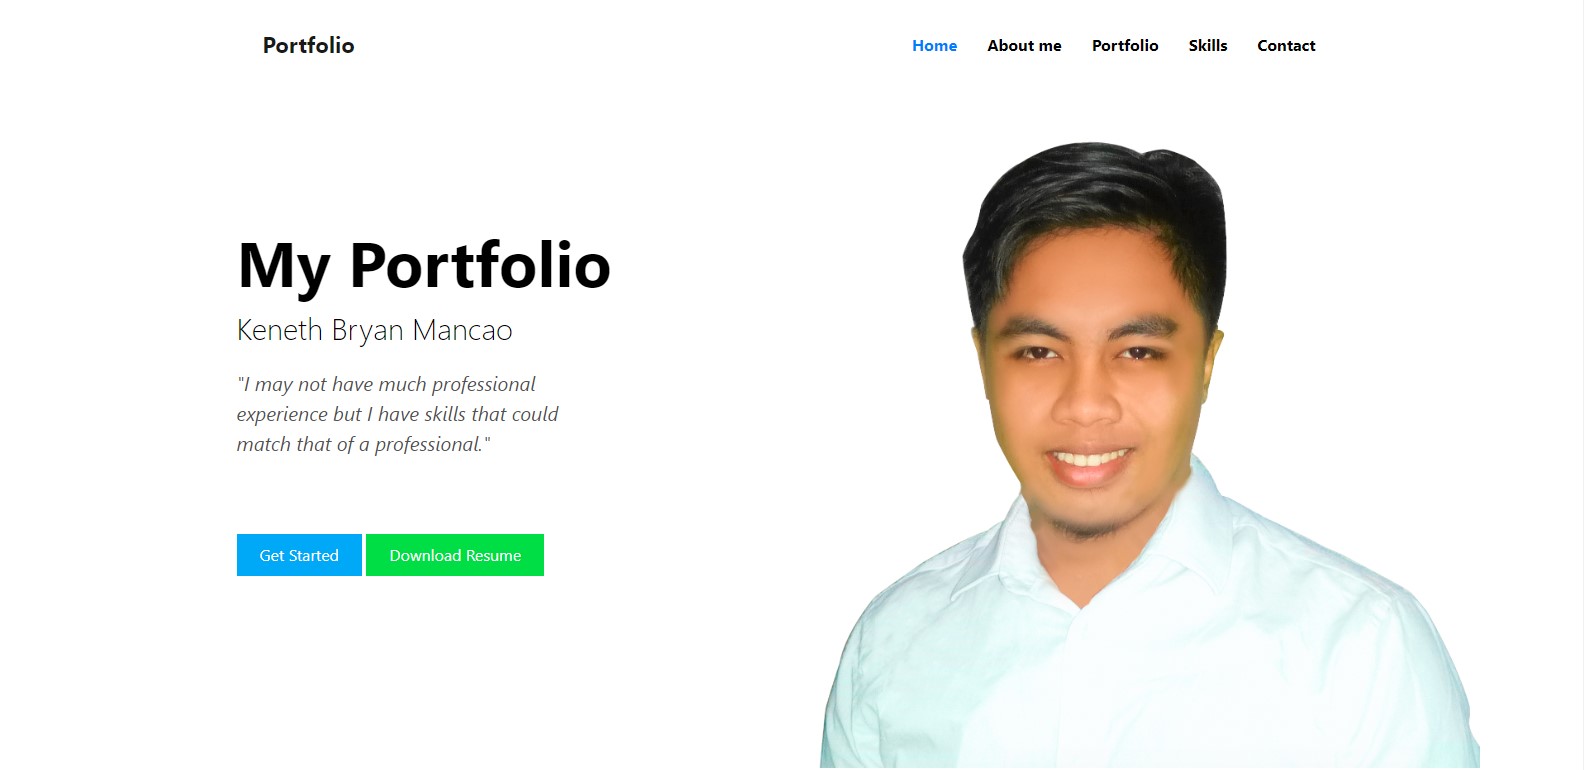 Portfolio
Home About me Portfolio Skills Contact
My Portfolio
Keneth Bryan Mancao
"I may not have much professional
experience but I have skills that could
match that of a professional."
Get Started Download Resume